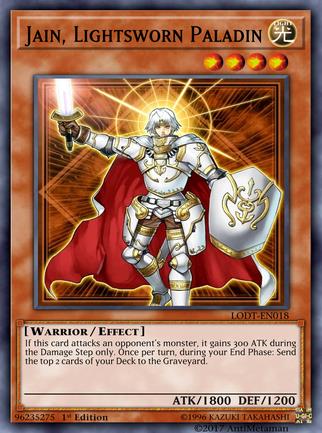 Jain, Lightsworn Paladin
LIGHT
光
LODT-EN018
[Warrior / Effect]
If this card attacks an opponent's monster, it gains 300 ATK during
the Damage Step only. Once per turn, during your End Phase: Send
the top 2 cards of your Deck to the Graveyard.
ATK/1800 DEF/1200
96235275 1st Edition ©1996 KAZUKI TAKAHASHI
©2017 AntiMetaman